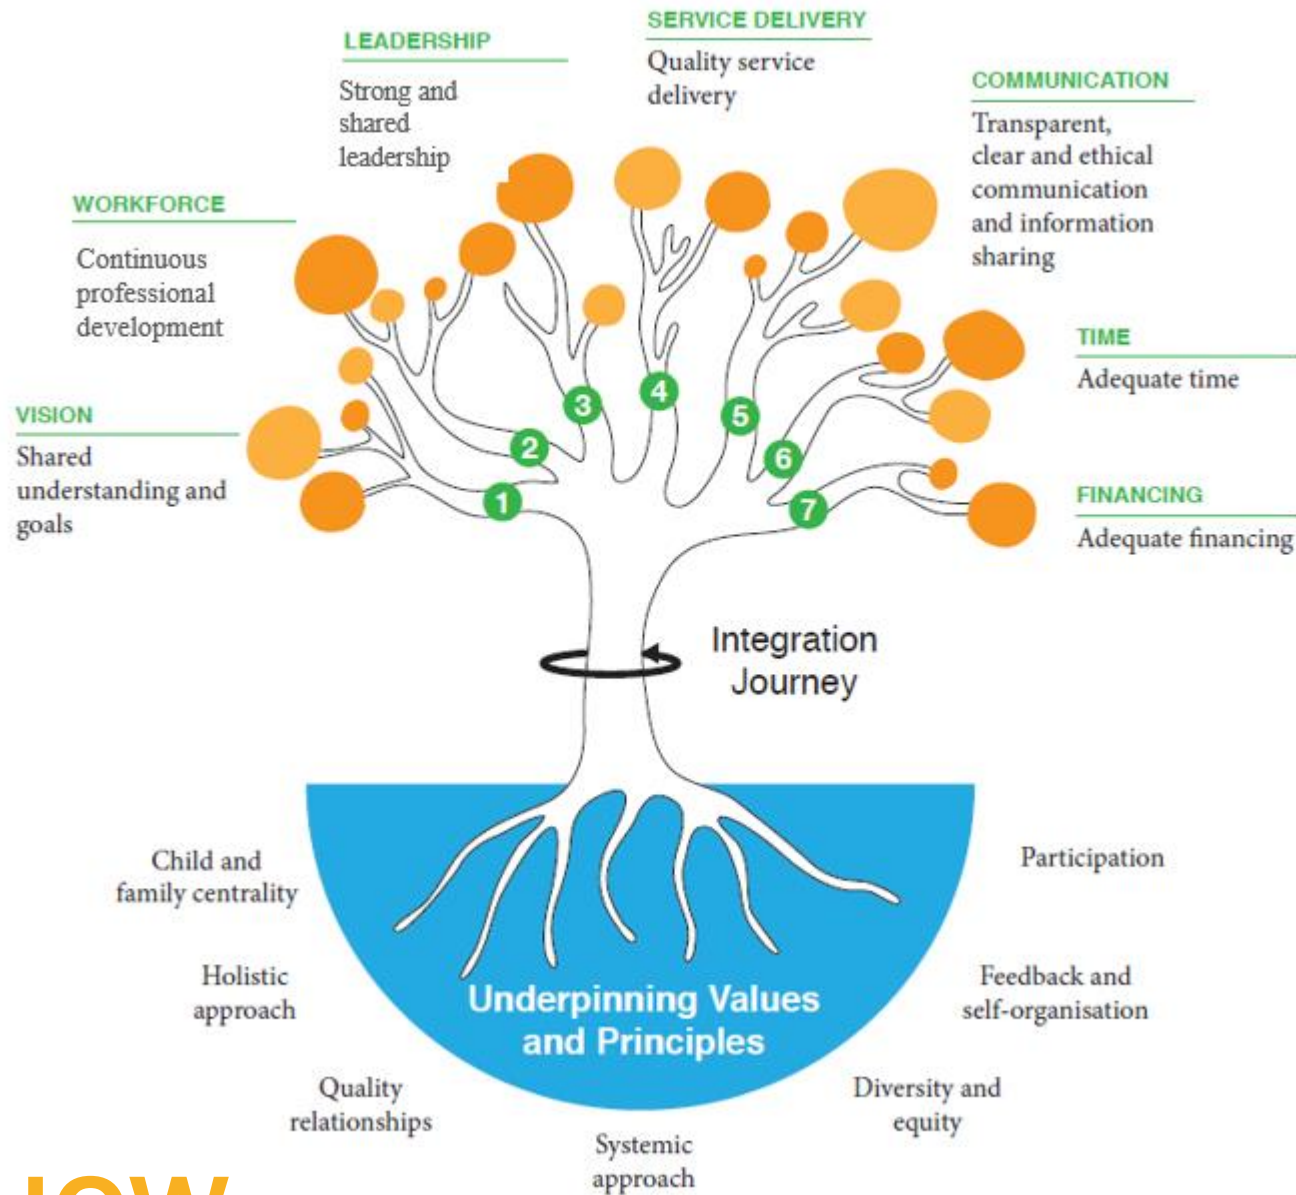 LEADERSHIP
Strong and
shared
leadership
SERVICE DELIVERY
Quality service
delivery
COMMUNICATION
Transparent,
clear and ethical
communication
and information
sharing
WORKFORCE
Continuous
professional
development
VISION
Shared
understanding and
goals
TIME
Adequate time
FINANCING
Adequate financing
1
2
3
4
5
6
7
Integration
Journey
Child and
family centrality
Holistic
approach
Quality
relationships
Systemic
approach
Diversity and
equity
Feedback and
self-organisation
Participation
Underpinning Values
and Principles